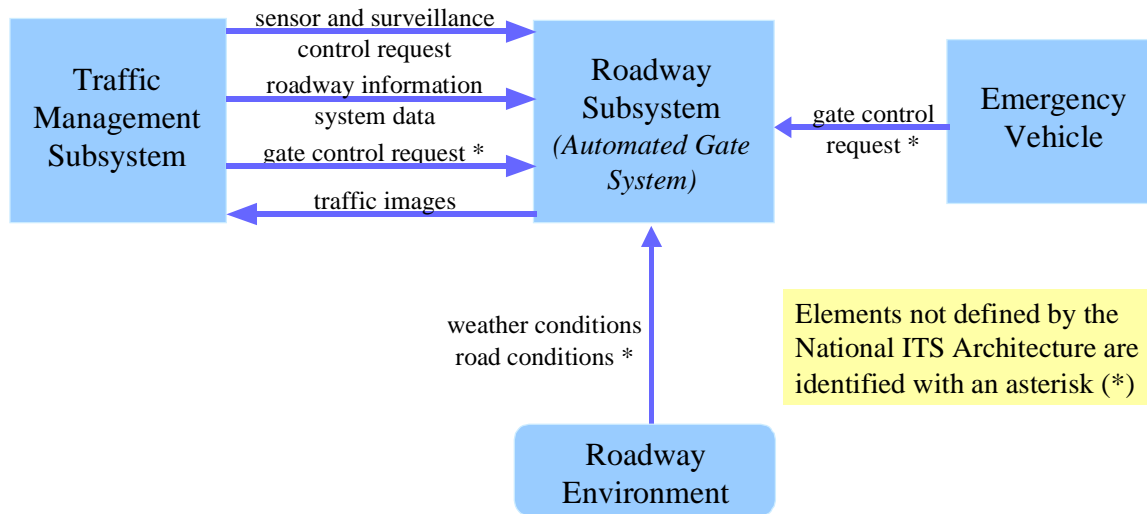 sensor and surveillance
control request
roadway information
system data
gate control request *
traffic images
Traffic
Management
Subsystem
Roadway
Subsystem
(Automated Gate
System)
gate control
request *
Emergency
Vehicle
weather conditions
road conditions *
Elements not defined by the
National ITS Architecture are
identified with an asterisk (*)
Roadway
Environment